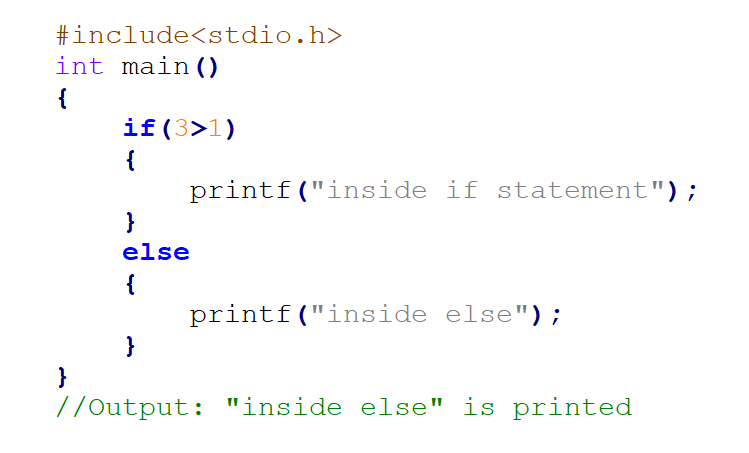 #include<stdio.h>
int main()
{
    if(3>1)
    {
        printf("inside if statement");
    }
    else
    {
        printf("inside else");
    }
}
//Output: "inside else" is printed